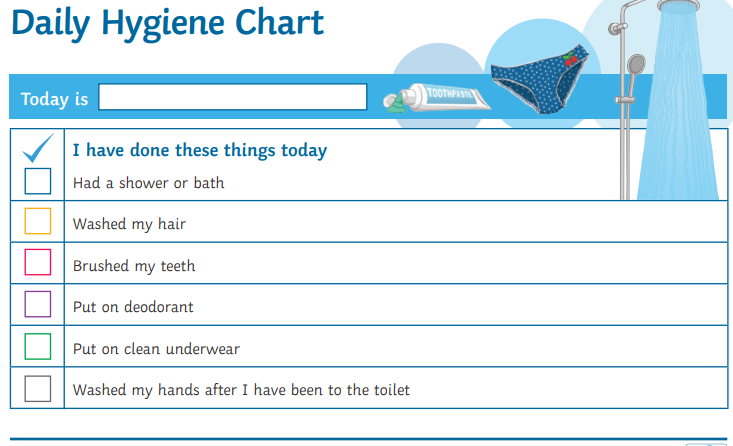 Daily Hygiene Chart
Today is
TOOTHPASTE
I have done these things today
Had a shower or bath
Washed my hair
Brushed my teeth
Put on deodorant
Put on clean underwear
Washed my hands after I have been to the toilet